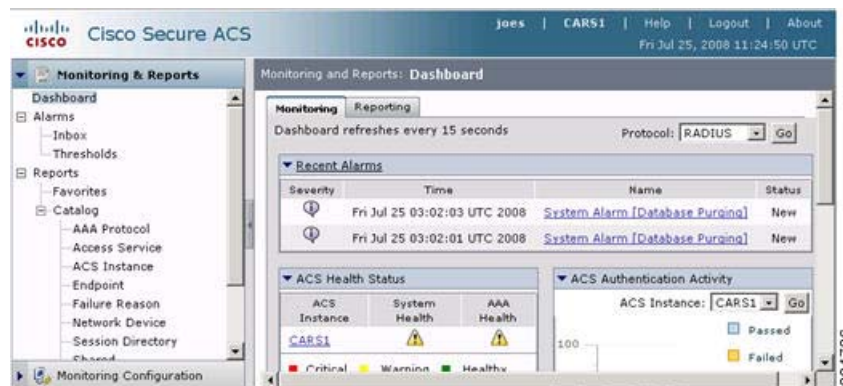 joes | CARS1 | Help | Logout | About
CISCO
Cisco Secure ACS
Fri Jul 25, 2008 11:24:50 UTC
Monitoring & Reports
Dashboard
Alarms
Inbox
Thresholds
Reports
Favorites
Catalog
AAA Protocol
Access Service
ACS Instance
Endpoint
Failure Reason
Network Device
Session Directory
Shared
Monitoring Configuration
Monitoring and Reports: Dashboard
Monitoring Reporting
Dashboard refreshes every 15 seconds
Protocol: RADIUS Go
Recent Alarms
Severity Time Name Status
Fri Jul 25 03:02:03 UTC 2008 System Alarm [Database Purging] New
Fri Jul 25 03:02:01 UTC 2008 System Alarm [Database Purging] New
ACS Health Status
ACS Instance System Health AAA Health
CARS1
Critical Warning Healthy
ACS Authentication Activity
ACS Instance: CARS1 Go
100
Passed
Failed